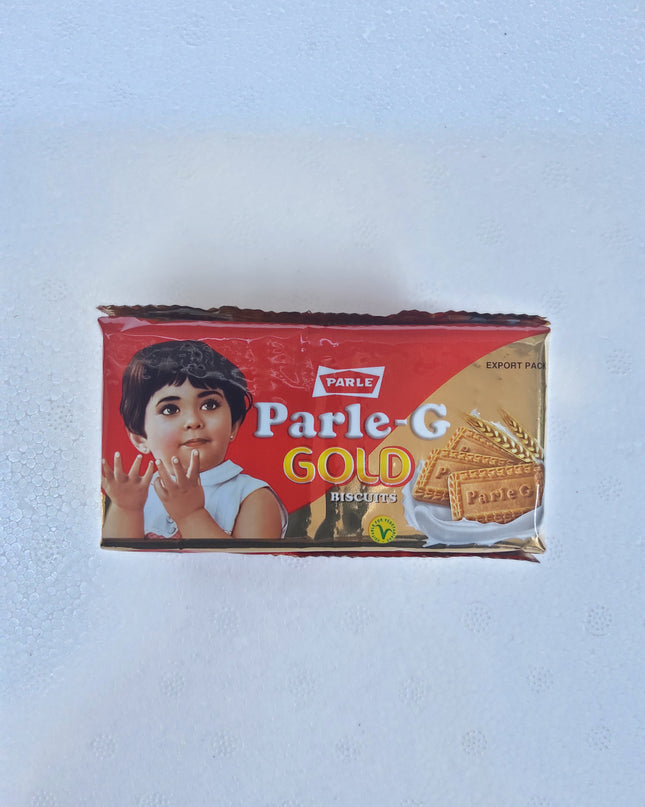 EXPORT PACK
PARLE
Parle-G
GOLD
BISCUITS
Parle-G